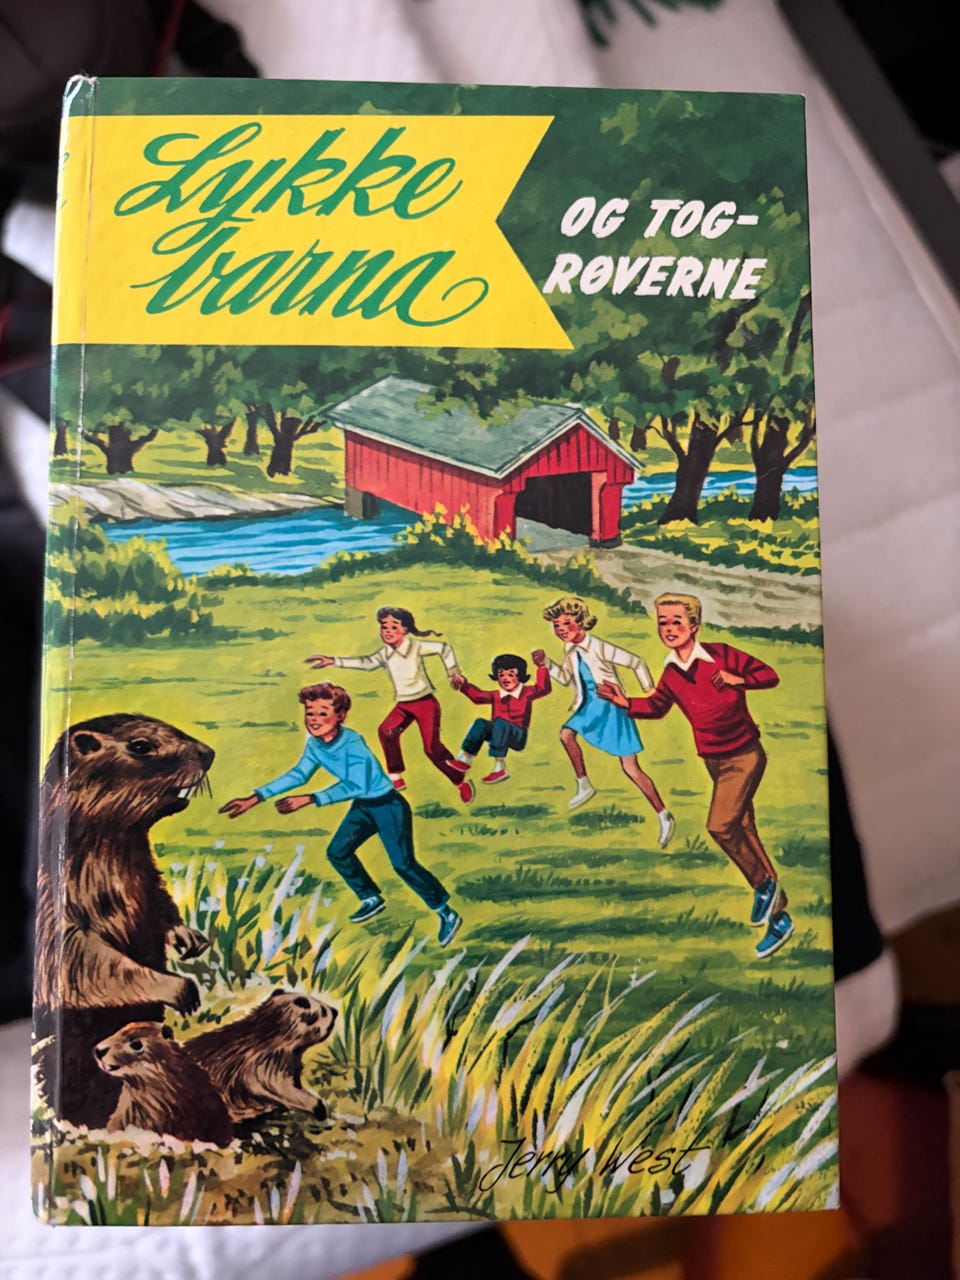 Lykke
barna
OG TOG-
RØVERNE
Jerry West